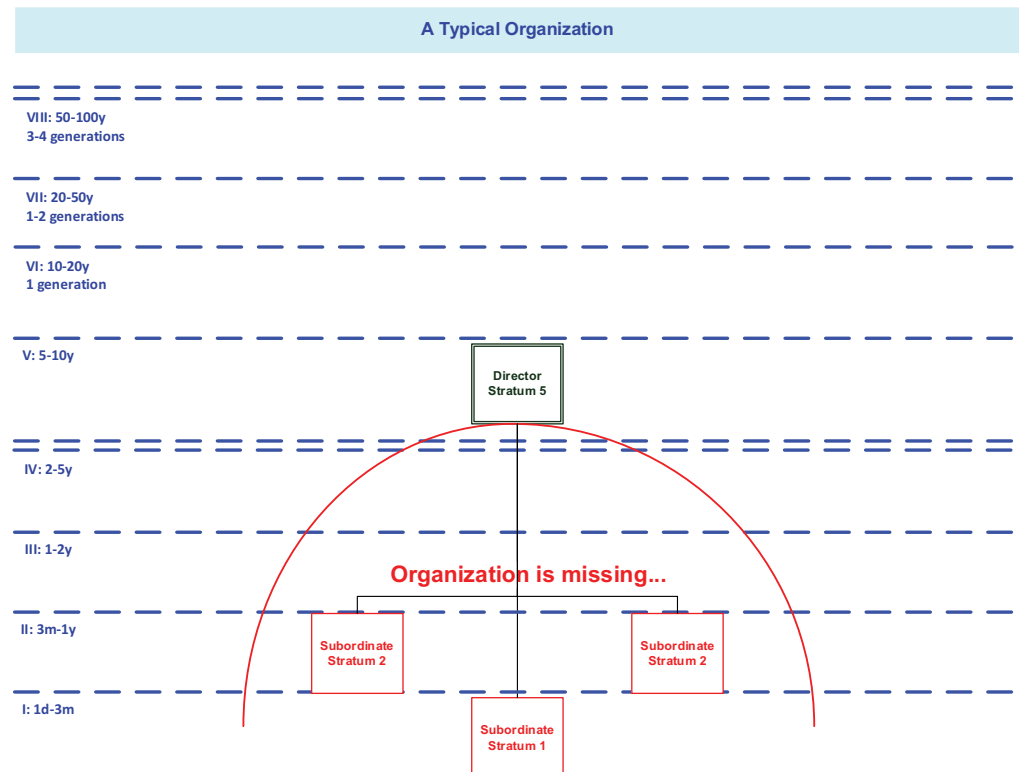 A Typical Organization
VIII: 50-100y
3-4 generations
VII: 20-50y
1-2 generations
VI: 10-20y
1 generation
V: 5-10y
Director
Stratum 5
IV: 2-5y
III: 1-2y
Organization is missing...
II: 3m-1y
Subordinate
Stratum 2
Subordinate
Stratum 2
I: 1d-3m
Subordinate
Stratum 1